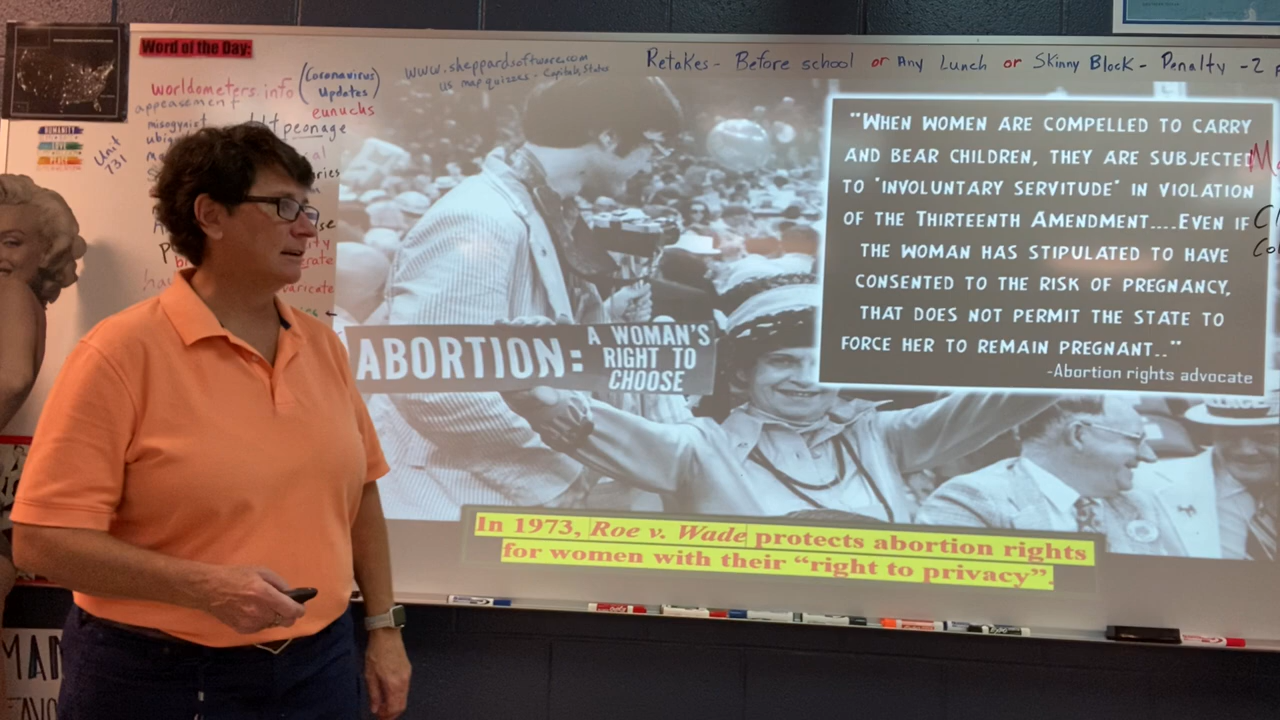 Word of the Day:
worldometers.info (Coronavirus Updates)
appeasement
eunuchs
misogynist
peonage
Unit 731
www.sheppardsoftware.com
US map quizzes - Capitals, States
Retakes - Before school or Any Lunch or Skinny Block - Penalty -2
"When women are compelled to carry
and bear children, they are subjected
to 'involuntary servitude' in violation
of the Thirteenth Amendment....Even if
the woman has stipulated to have
consented to the risk of pregnancy,
that does not permit the state to
force her to remain pregnant.."
-Abortion rights advocate
ABORTION:
A WOMAN'S
RIGHT TO
CHOOSE
In 1973, Roe v. Wade protects abortion rights
for women with their “right to privacy”.
HUMANITY
LOVE
PEACE